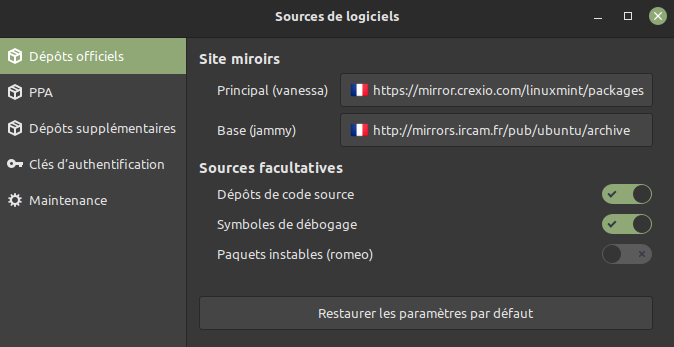 Sources de logiciels
Dépôts officiels
PPA
Dépôts supplémentaires
Clés d’authentification
Maintenance
Site miroirs
Principal (vanessa) https://mirror.crexio.com/linuxmint/packages
Base (jammy) http://mirrors.ircam.fr/pub/ubuntu/archive
Sources facultatives
Dépôts de code source
Symboles de débogage
Paquets instables (romeo)
Restaurer les paramètres par défaut